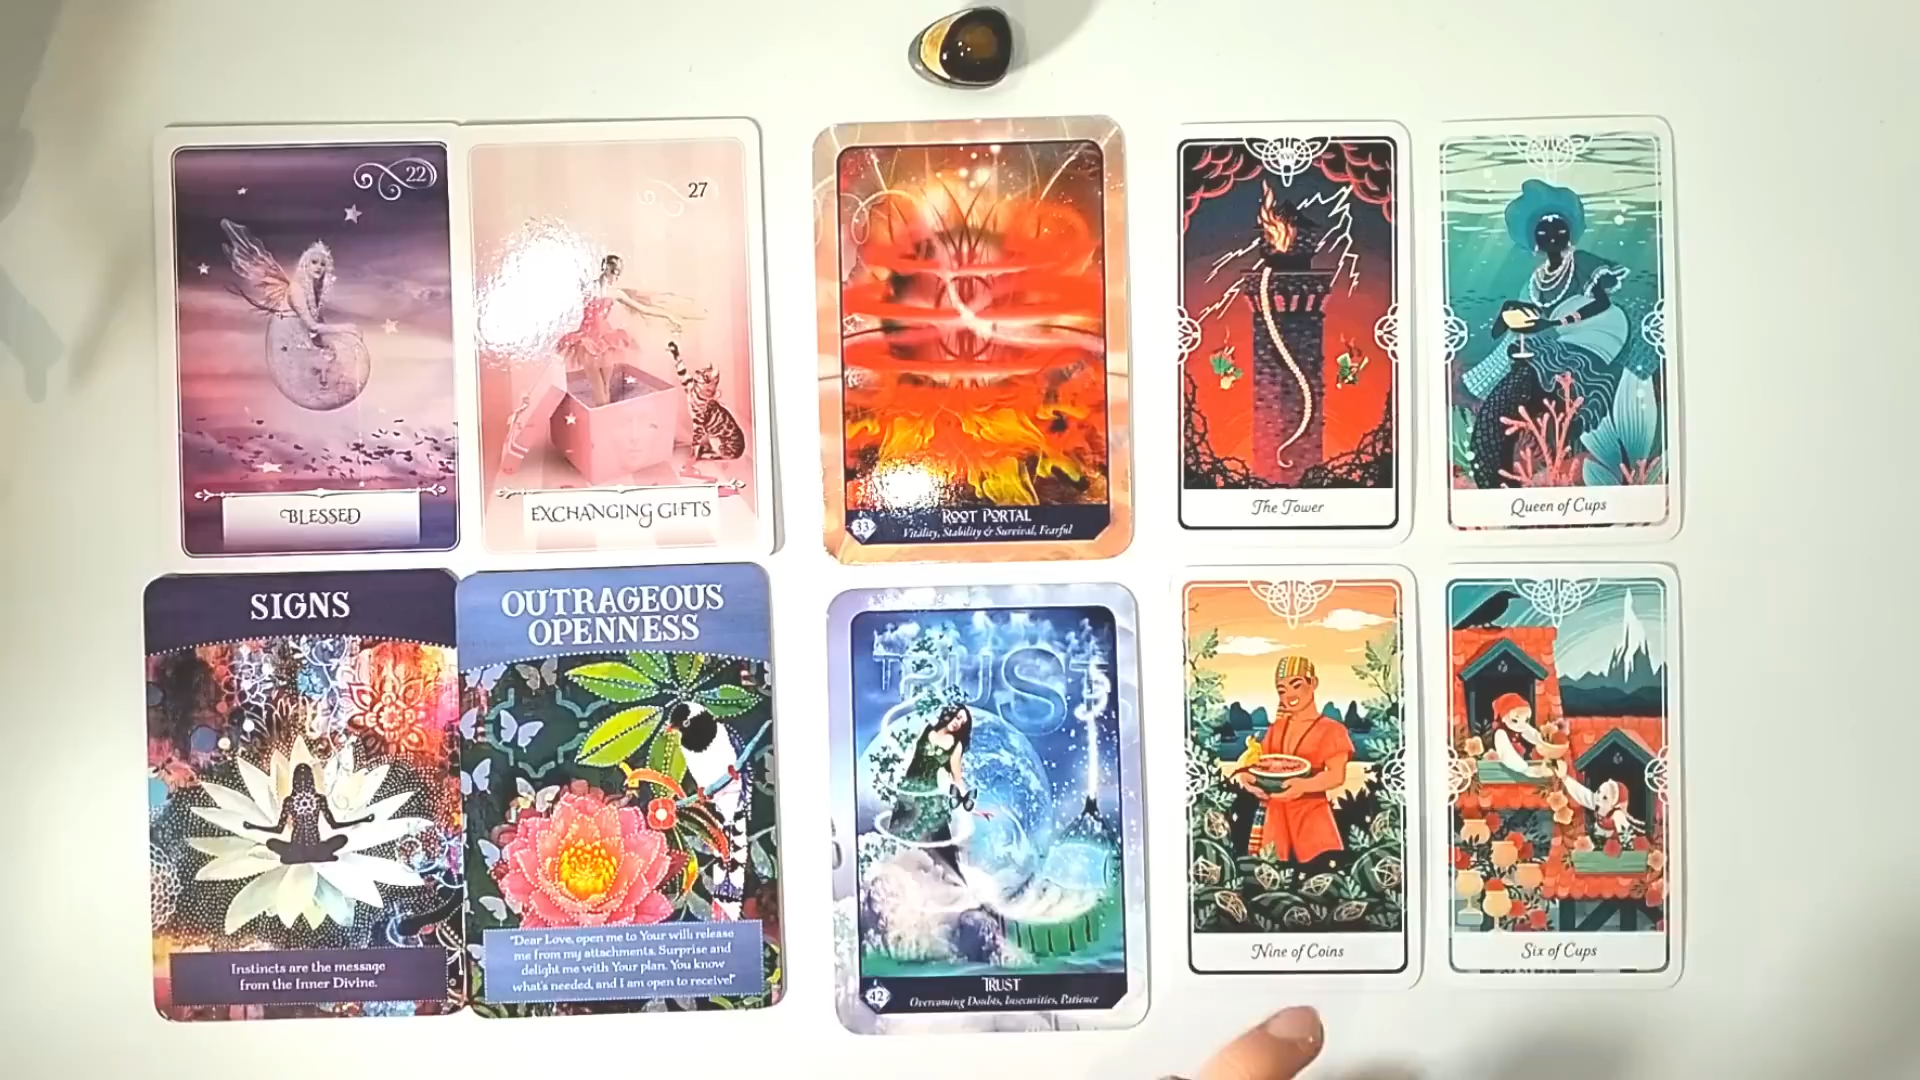 22
BLESSED
27
EXCHANGING GIFTS
33
ROOT PORTAL
Vitality, Stability & Survival, Fearful
XVI
The Tower
Queen of Cups
SIGNS
Instincts are the message
from the Inner Divine.
OUTRAGEOUS
OPENNESS
"Dear Love, open me to Your will; release
me from my attachments. Surprise and
delight me with Your plan. You know
what's needed, and I am open to receive!"
TRUST
42
TRUST
Overcoming Doubts, Insecurities, Patience
Nine of Coins
Six of Cups